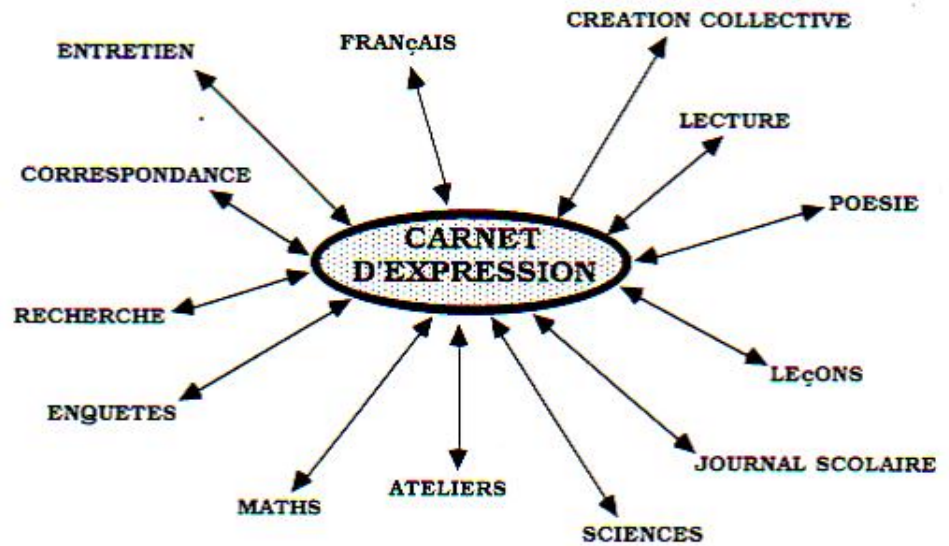 CREATION COLLECTIVE
FRANçAIS
ENTRETIEN
LECTURE
CORRESPONDANCE
POESIE
CARNET
D'EXPRESSION
RECHERCHE
LEçONS
ENQUETES
JOURNAL SCOLAIRE
ATELIERS
MATHS
SCIENCES